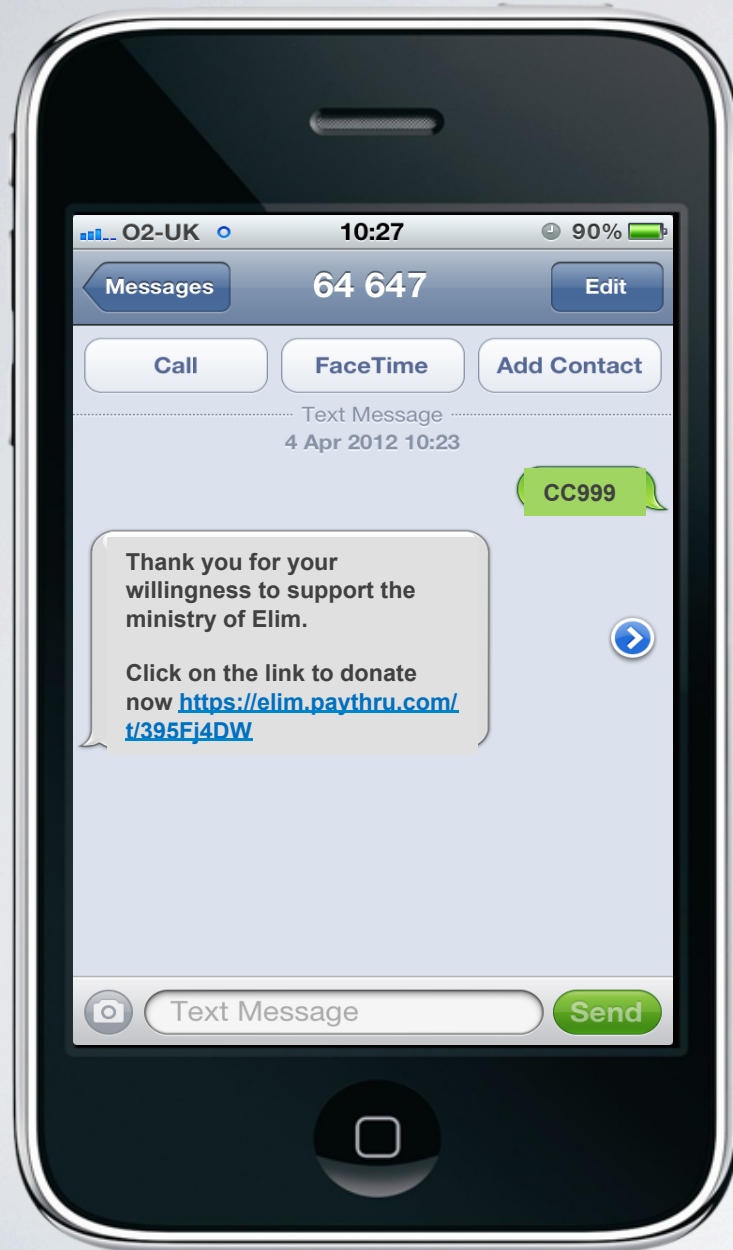 O2-UK 10:27 90%
Messages 64 647 Edit
Call FaceTime Add Contact
Text Message
4 Apr 2012 10:23
CC999
Thank you for your
willingness to support the
ministry of Elim.
Click on the link to donate
now https://elim.paythru.com/
t/395Fj4DW
Text Message Send